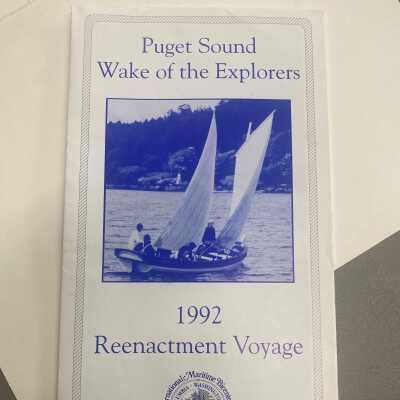 Puget Sound
Wake of the Explorers
1992
Reenactment Voyage